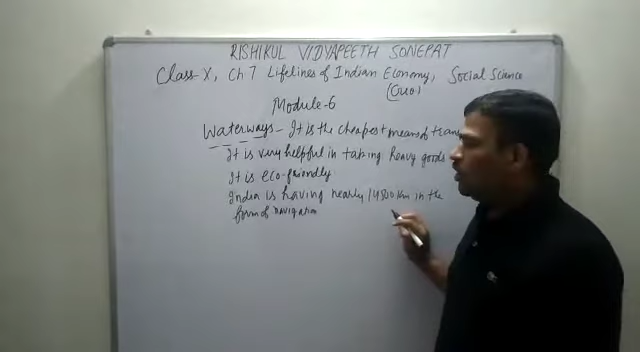 RISHIKUL VIDYAPEETH SONEPAT
Class-X, Ch 7 Lifelines of Indian Economy, Social Science
(Geo)
Module-6
Waterways - It is the cheapest means of tran
It is very helpful in taking heavy goods
It is eco-friendly
India is having nearly 14500 km in the
form of navigation